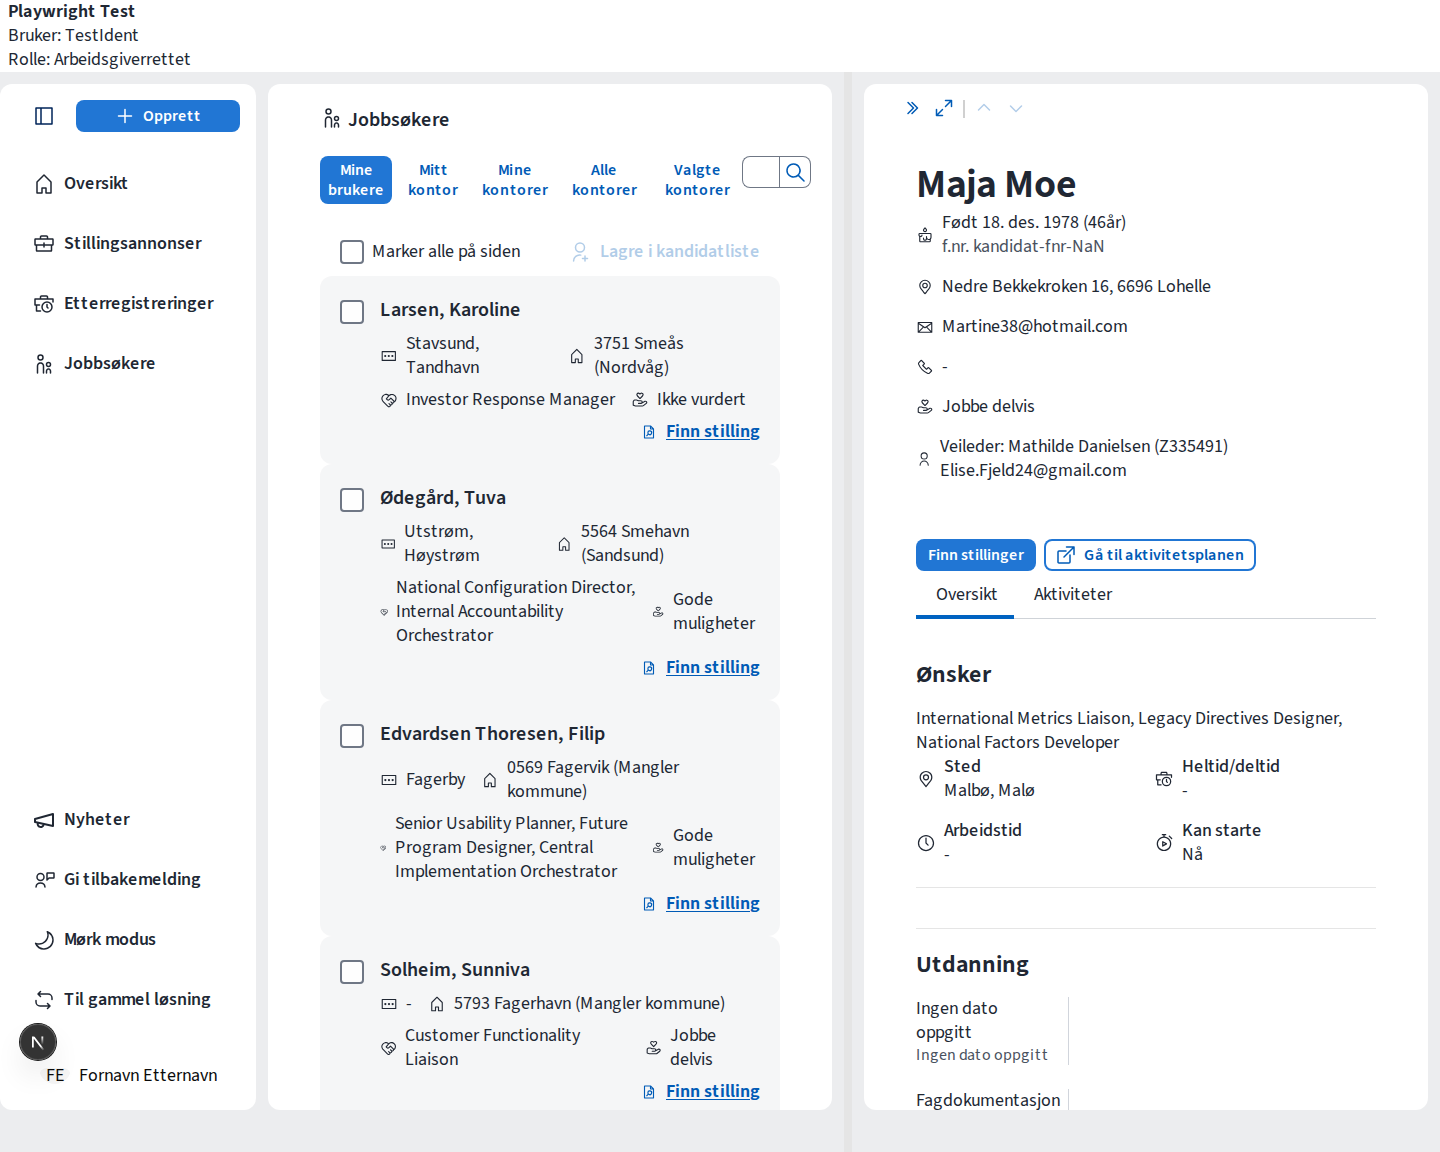 Playwright Test
Bruker: TestIdent
Rolle: Arbeidsgiverrettet
Opprett
Oversikt
Stillingsannonser
Etterregistreringer
Jobbsøkere
Nyheter
Gi tilbakemelding
Mørk modus
Til gammel løsning
N
FE Fornavn Etternavn
Jobbsøkere
Mine
brukere
Mitt
kontor
Mine
kontorer
Alle
kontorer
Valgte
kontorer
Marker alle på siden
Lagre i kandidatliste
Larsen, Karoline
Stavsund,
Tandhavn
3751 Smeås
(Nordvåg)
Investor Response Manager
Ikke vurdert
Finn stilling
Ødegård, Tuva
Utstrøm,
Høystrøm
5564 Smehavn
(Sandsund)
National Configuration Director,
Internal Accountability
Orchestrator
Gode
muligheter
Finn stilling
Edvardsen Thoresen, Filip
Fagerby
0569 Fagervik (Mangler
kommune)
Senior Usability Planner, Future
Program Designer, Central
Implementation Orchestrator
Gode
muligheter
Finn stilling
Solheim, Sunniva
-
5793 Fagerhavn (Mangler kommune)
Customer Functionality
Liaison
Jobbe
delvis
Finn stilling
Maja Moe
Født 18. des. 1978 (46år)
f.nr. kandidat-fnr-NaN
Nedre Bekkekroken 16, 6696 Lohelle
Martine38@hotmail.com
-
Jobbe delvis
Veileder: Mathilde Danielsen (Z335491)
Elise.Fjeld24@gmail.com
Finn stillinger
Gå til aktivitetsplanen
Oversikt
Aktiviteter
Ønsker
International Metrics Liaison, Legacy Directives Designer,
National Factors Developer
Sted
Malbø, Malø
Heltid/deltid
-
Arbeidstid
-
Kan starte
Nå
Utdanning
Ingen dato
oppgitt
Ingen dato oppgitt
Fagdokumentasjon